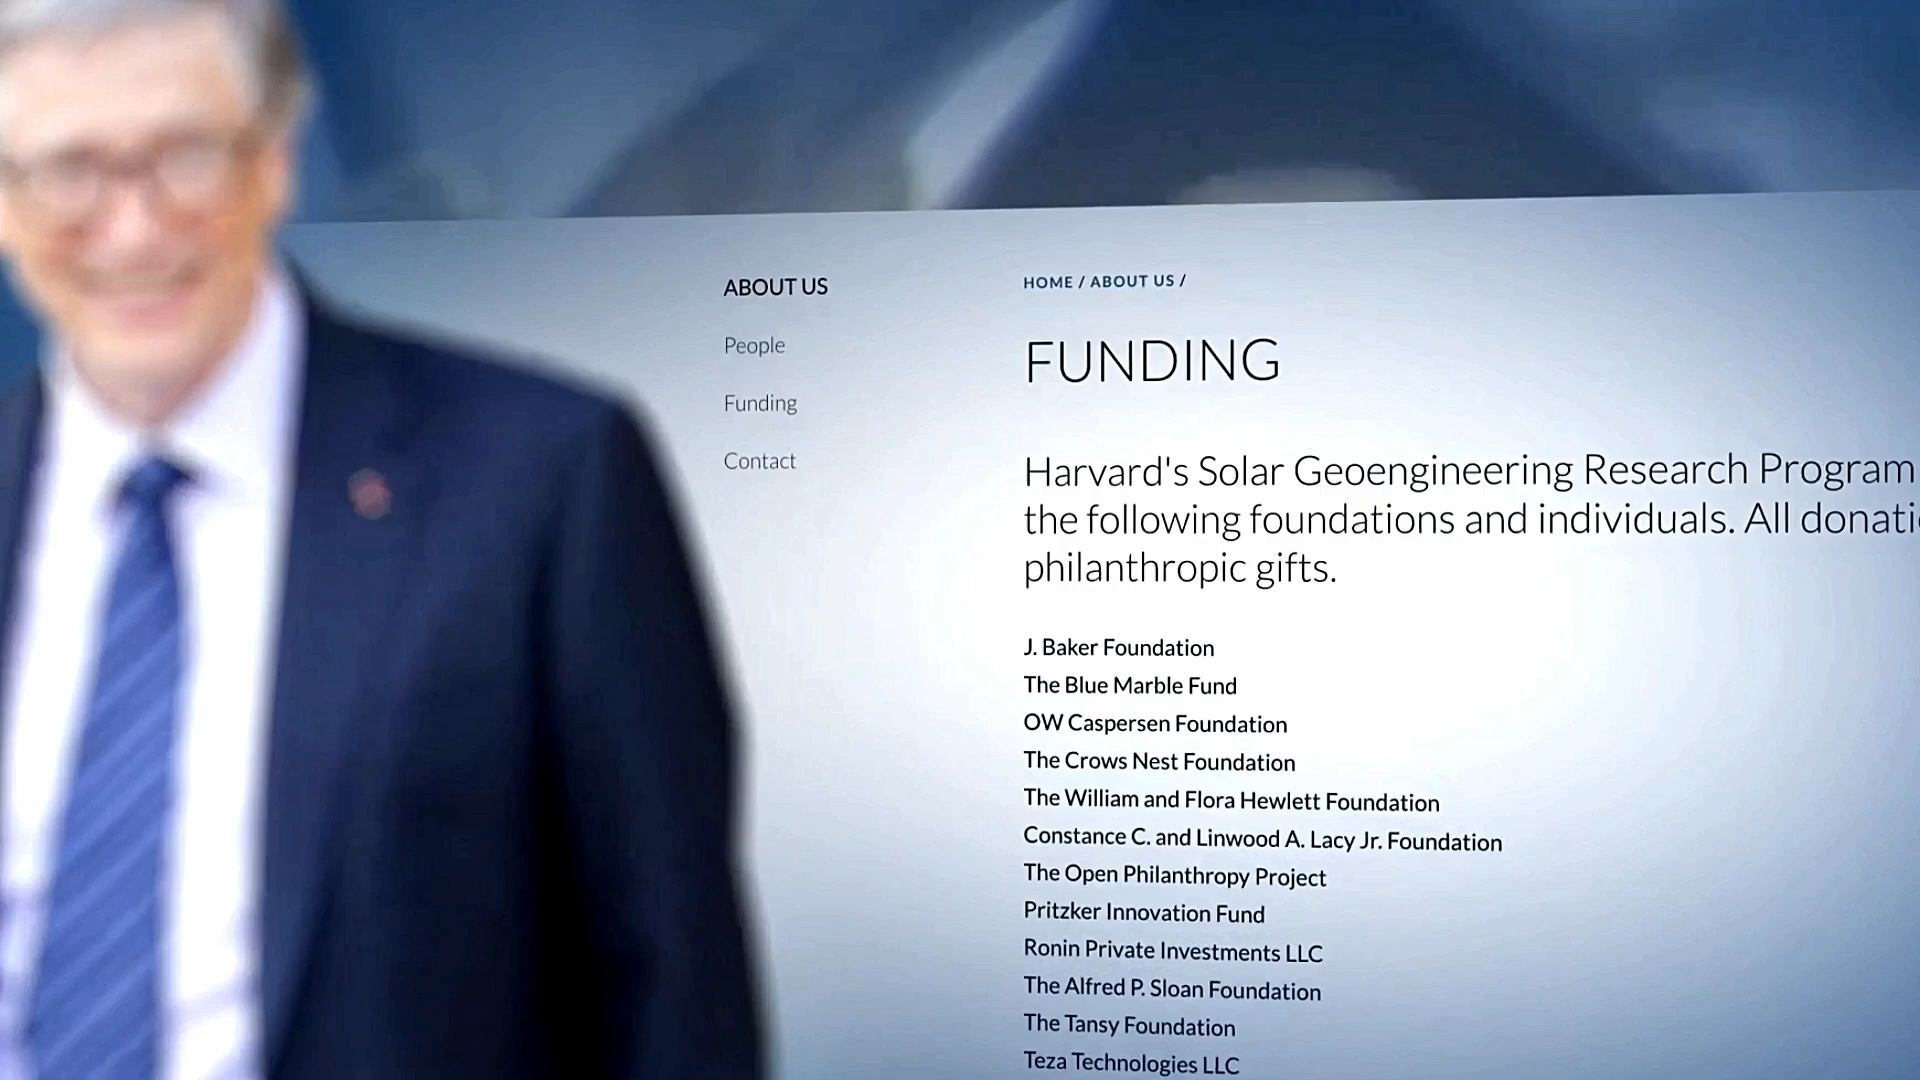 ABOUT US
People
Funding
Contact
HOME / ABOUT US /
FUNDING
Harvard's Solar Geoengineering Research Program
the following foundations and individuals. All
philanthropic gifts.
J. Baker Foundation
The Blue Marble Fund
OW Caspersen Foundation
The Crows Nest Foundation
The William and Flora Hewlett Foundation
Constance C. and Linwood A. Lacy Jr. Foundation
The Open Philanthropy Project
Pritzker Innovation Fund
Ronin Private Investments LLC
The Alfred P. Sloan Foundation
The Tansy Foundation
Teza Technologies LLC